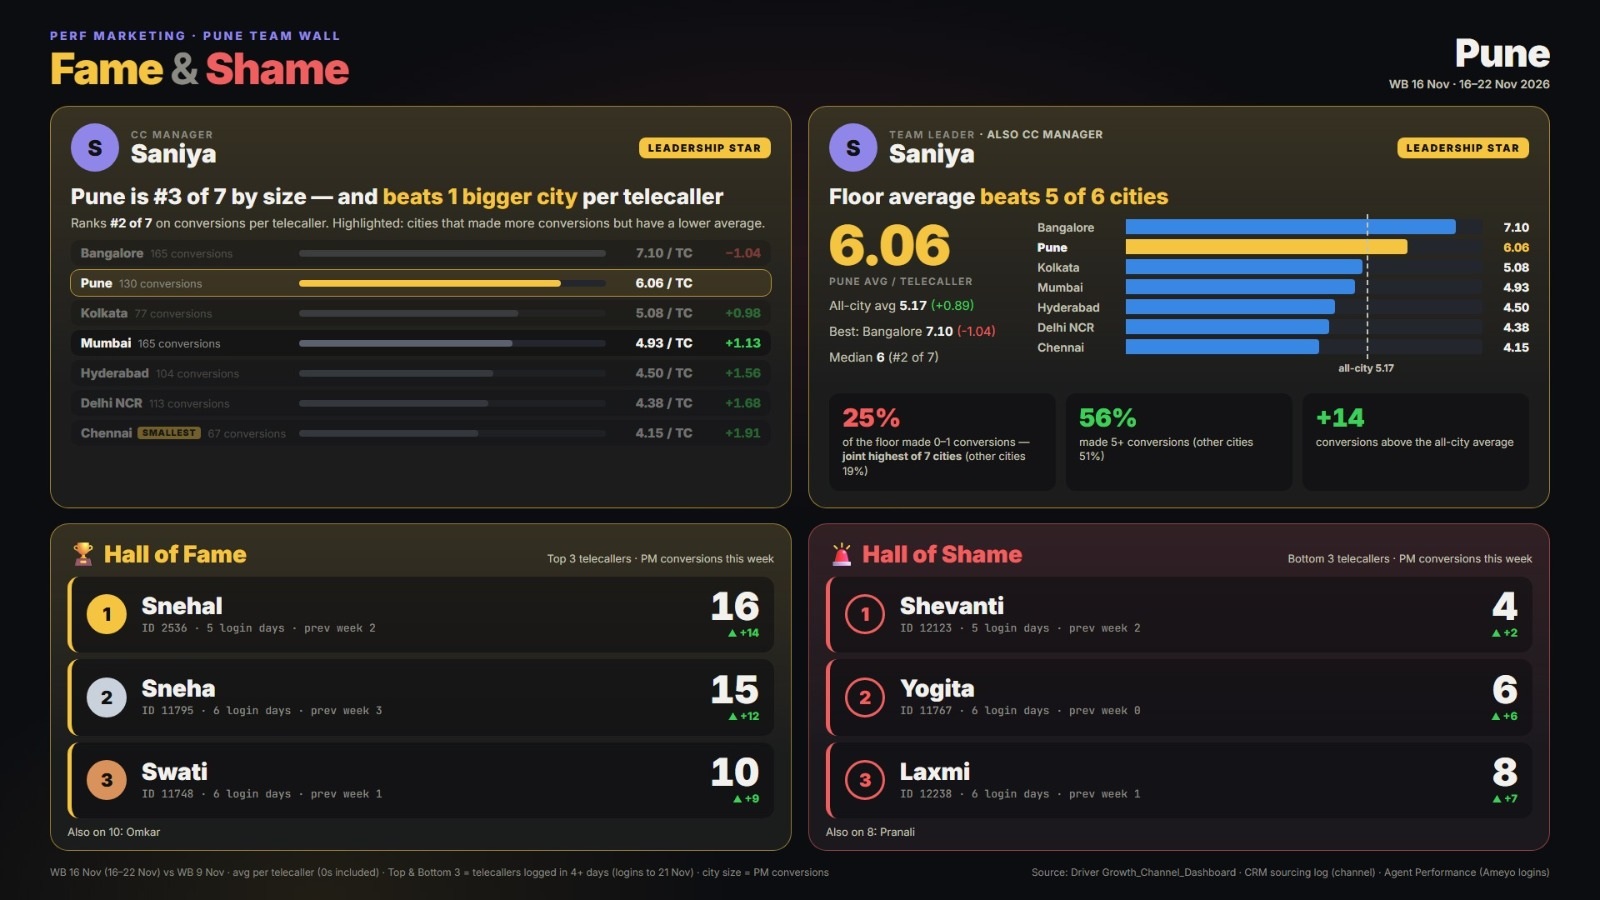 PERF MARKETING · PUNE TEAM WALL
Fame & Shame
Pune
WB 16 Nov · 16–22 Nov 2026
S
CC MANAGER
Saniya
LEADERSHIP STAR
Pune is #3 of 7 by size — and beats 1 bigger city per telecaller
Ranks #2 of 7 on conversions per telecaller. Highlighted: cities that made more conversions but have a lower average.
Bangalore 165 conversions 7.10 / TC −1.04
Pune 130 conversions 6.06 / TC
Kolkata 77 conversions 5.08 / TC +0.98
Mumbai 165 conversions 4.93 / TC +1.13
Hyderabad 104 conversions 4.50 / TC +1.56
Delhi NCR 113 conversions 4.38 / TC +1.68
Chennai SMALLEST 67 conversions 4.15 / TC +1.91
S
TEAM LEADER · ALSO CC MANAGER
Saniya
LEADERSHIP STAR
Floor average beats 5 of 6 cities
6.06
PUNE AVG / TELECALLER
All-city avg 5.17 (+0.89)
Best: Bangalore 7.10 (-1.04)
Median 6 (#2 of 7)
Bangalore 7.10
Pune 6.06
Kolkata 5.08
Mumbai 4.93
Hyderabad 4.50
Delhi NCR 4.38
Chennai 4.15
all-city 5.17
25%
of the floor made 0–1 conversions —
joint highest of 7 cities (other cities
19%)
56%
made 5+ conversions (other cities
51%)
+14
conversions above the all-city average
Hall of Fame
Top 3 telecallers · PM conversions this week
1
Snehal
ID 2536 · 5 login days · prev week 2
16
▲ +14
2
Sneha
ID 11795 · 6 login days · prev week 3
15
▲ +12
3
Swati
ID 11748 · 6 login days · prev week 1
10
▲ +9
Also on 10: Omkar
Hall of Shame
Bottom 3 telecallers · PM conversions this week
1
Shevanti
ID 12123 · 5 login days · prev week 2
4
▲ +2
2
Yogita
ID 11767 · 6 login days · prev week 0
6
▲ +6
3
Laxmi
ID 12238 · 6 login days · prev week 1
8
▲ +7
Also on 8: Pranali
WB 16 Nov (16–22 Nov) vs WB 9 Nov · avg per telecaller (0s included) · Top & Bottom 3 = telecallers logged in 4+ days (logins to 21 Nov) · city size = PM conversions
Source: Driver Growth_Channel_Dashboard · CRM sourcing log (channel) · Agent Performance (Ameyo logins)